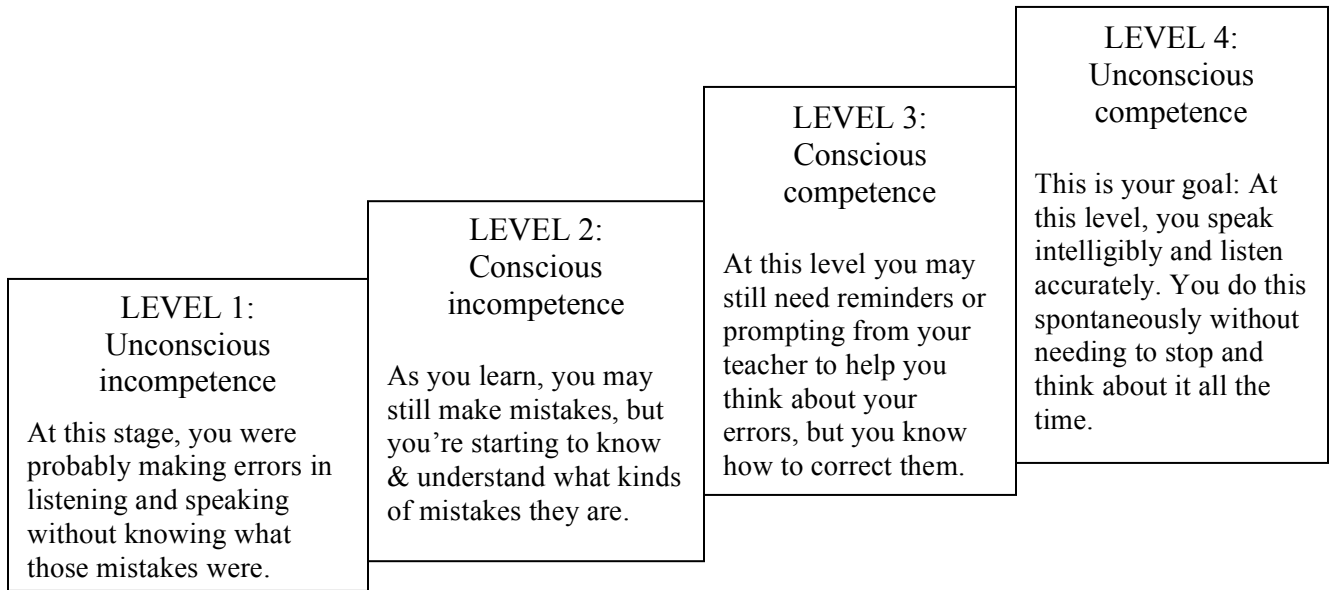 LEVEL 1:
Unconscious
incompetence
At this stage, you were
probably making errors in
listening and speaking
without knowing what
those mistakes were.
LEVEL 2:
Conscious
incompetence
As you learn, you may
still make mistakes, but
you’re starting to know
& understand what kinds
of mistakes they are.
LEVEL 3:
Conscious
competence
At this level you may
still need reminders or
prompting from your
teacher to help you
think about your
errors, but you know
how to correct them.
LEVEL 4:
Unconscious
competence
This is your goal: At
this level, you speak
intelligibly and listen
accurately. You do this
spontaneously without
needing to stop and
think about it all the
time.